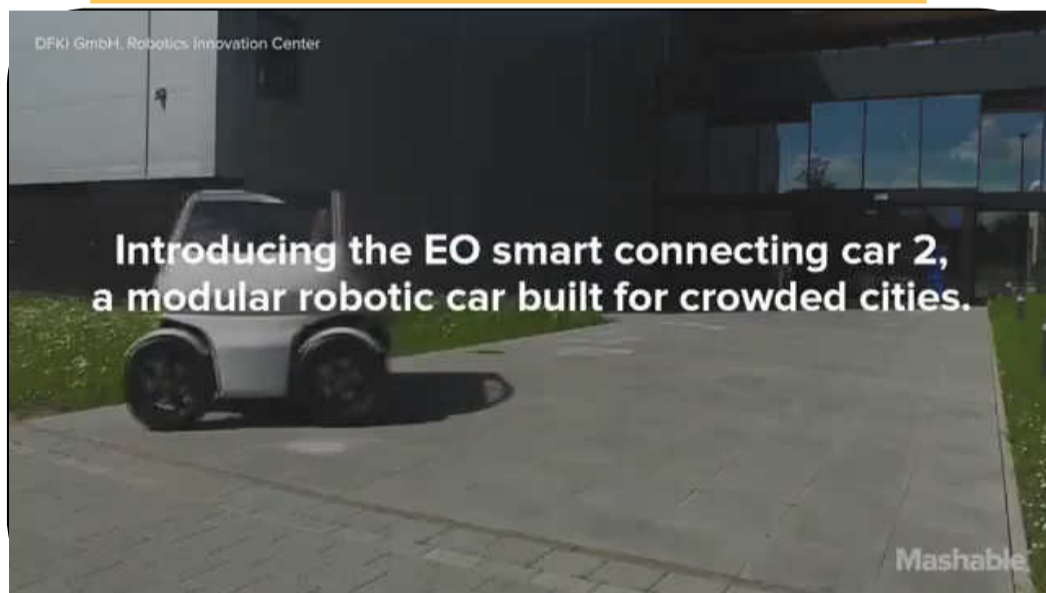 DFKI GmbH, Robotics Innovation Center
Introducing the EO smart connecting car 2,
a modular robotic car built for crowded cities.
Mashable